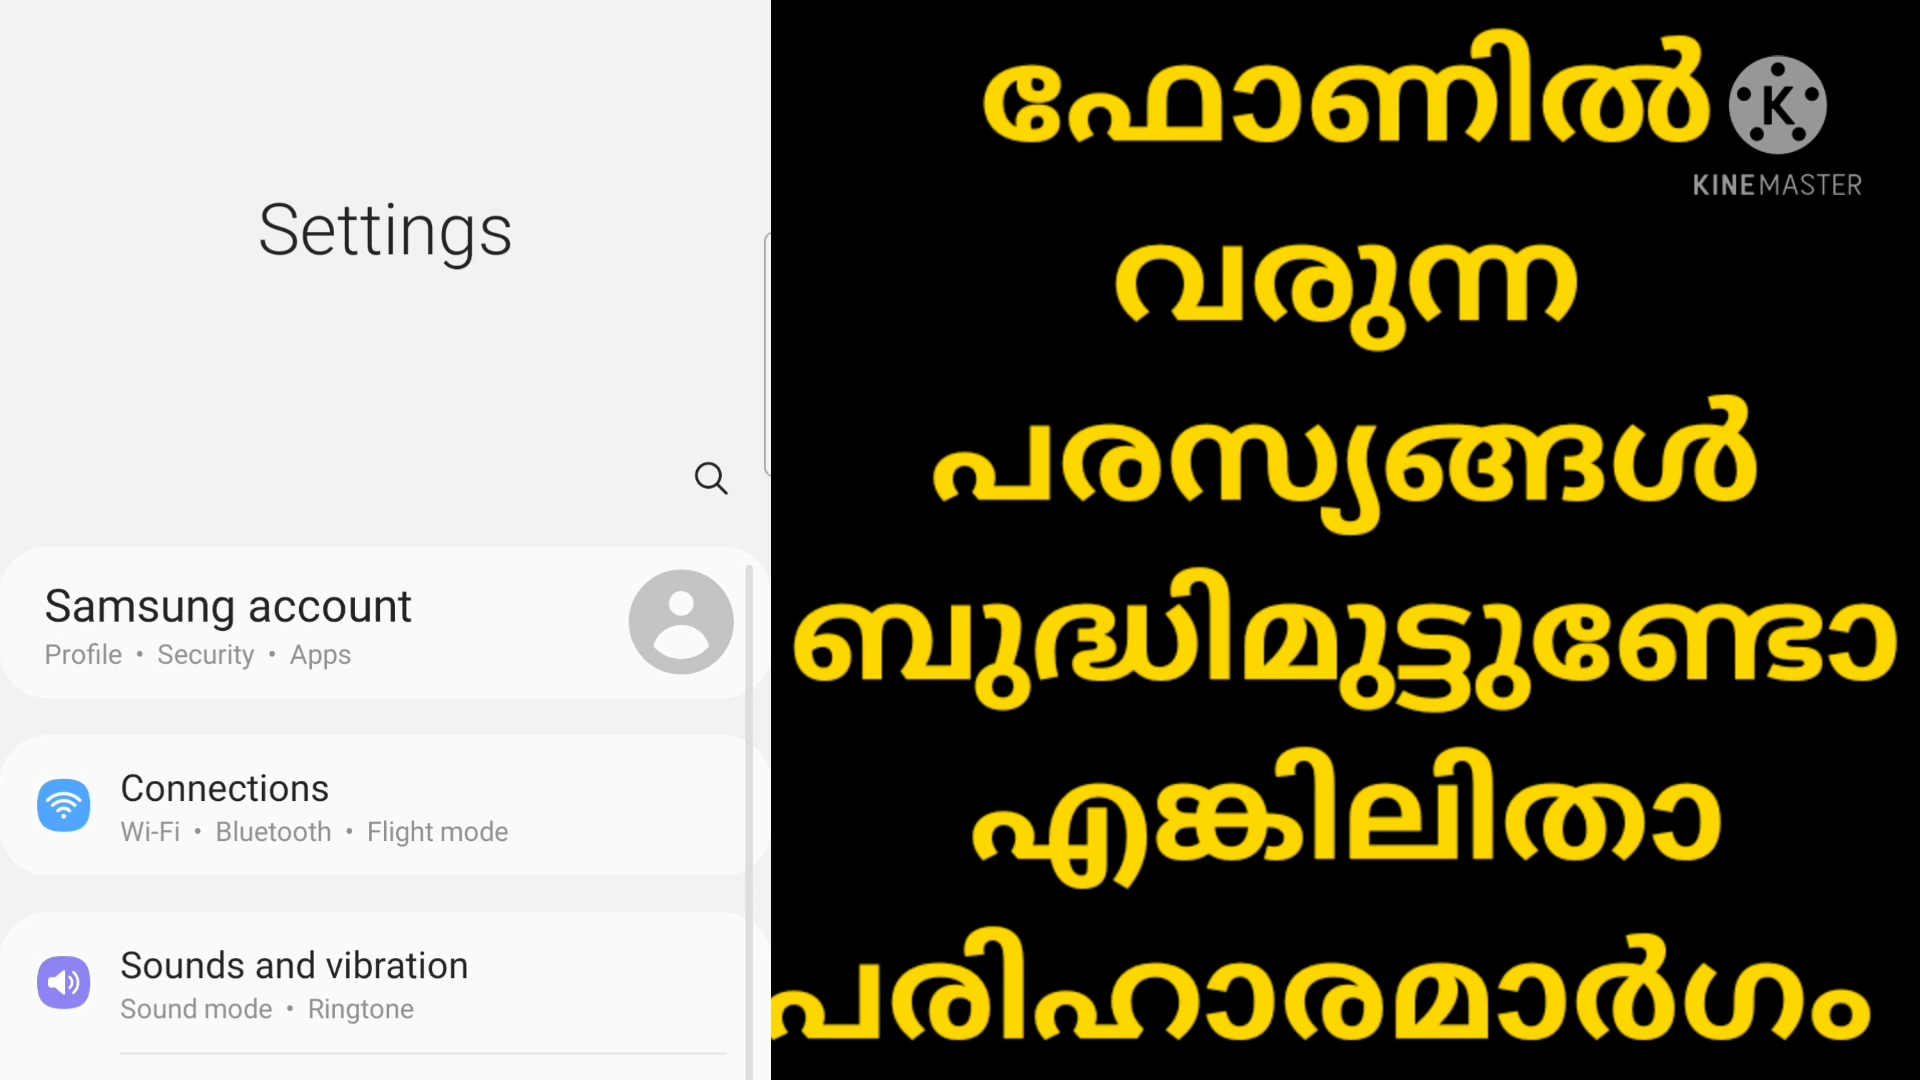 Settings
Samsung account
Profile • Security • Apps
Connections
Wi-Fi • Bluetooth • Flight mode
Sounds and vibration
Sound mode • Ringtone
ഫോണിൽ
വരുന്ന
പരസ്യങ്ങൾ
ബുദ്ധിമുട്ടുണ്ടോ
എങ്കിലിതാ
പരിഹാരമാർഗം
K
KINEMASTER